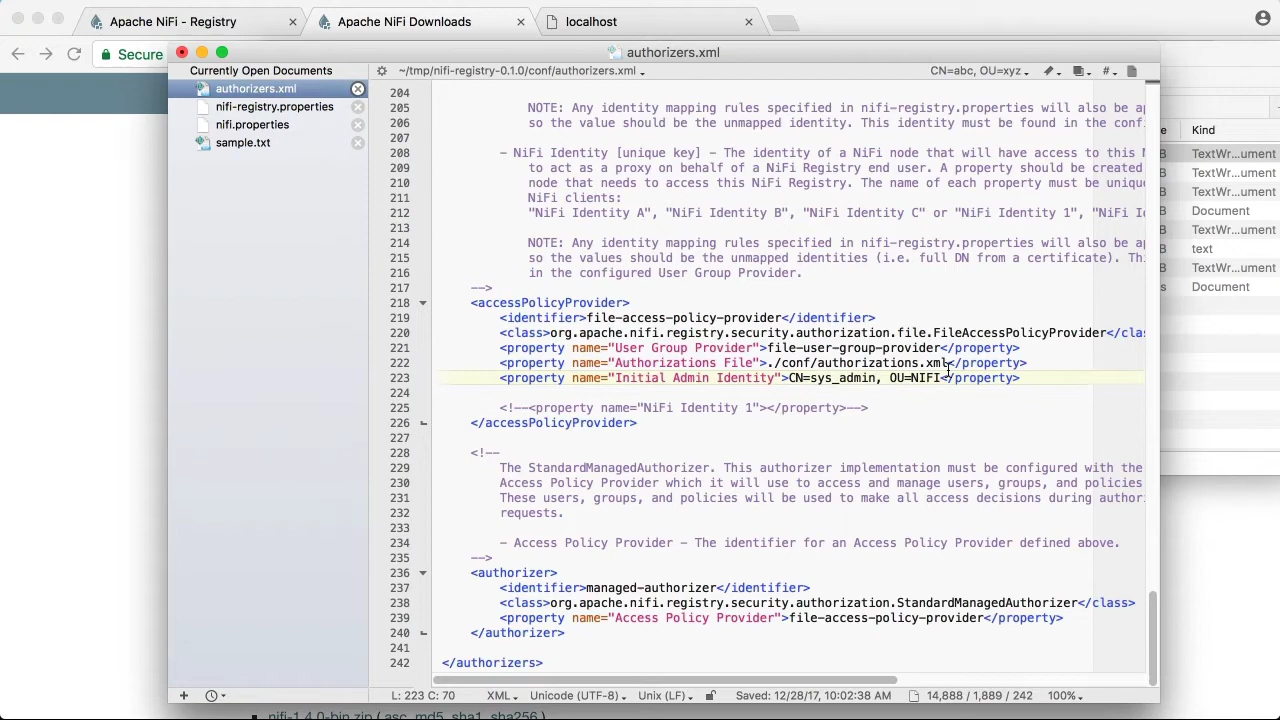 Apache NiFi - Registry
Apache NiFi Downloads
localhost
Secure
authorizers.xml
Currently Open Documents
authorizers.xml
nifi-registry.properties
nifi.properties
sample.txt
~/tmp/nifi-registry-0.1.0/conf/authorizers.xml
CN=abc, OU=xyz
204
205 NOTE: Any identity mapping rules specified in nifi-registry.properties will also be
206 so the value should be the unmapped identity. This identity must be found in the
207
208 - NiFi Identity [unique key] - The identity of a NiFi node that will have access to this
209 to act as a proxy on behalf of a NiFi Registry end user. A property should be created
210 node that needs to access this NiFi Registry. The name of each property must be
211 NiFi clients:
212 "NiFi Identity A", "NiFi Identity B", "NiFi Identity C" or "NiFi Identity 1",
213
214 NOTE: Any identity mapping rules specified in nifi-registry.properties will also be
215 so the values should be the unmapped identities (i.e. full DN from a certificate).
216 in the configured User Group Provider.
217 -->
218 <accessPolicyProvider>
219 <identifier>file-access-policy-provider</identifier>
220 <class>org.apache.nifi.registry.security.authorization.file.FileAccessPolicyProvider</clas
221 <property name="User Group Provider">file-user-group-provider</property>
222 <property name="Authorizations File">./conf/authorizations.xml</property>
223 <property name="Initial Admin Identity">CN=sys_admin, OU=NIFI</property>
224
225 <!--<property name="NiFi Identity 1"></property>-->
226 </accessPolicyProvider>
227
228 <!--
229 The StandardManagedAuthorizer. This authorizer implementation must be configured with the
230 Access Policy Provider which it will use to access and manage users, groups, and policies
231 These users, groups, and policies will be used to make all access decisions during
232 requests.
233
234 - Access Policy Provider - The identifier for an Access Policy Provider defined above.
235 -->
236 <authorizer>
237 <identifier>managed-authorizer</identifier>
238 <class>org.apache.nifi.registry.security.authorization.StandardManagedAuthorizer</class>
239 <property name="Access Policy Provider">file-access-policy-provider</property>
240 </authorizer>
241
242 </authorizers>
L: 223 C: 70 XML Unicode (UTF-8) Unix (LF) Saved: 12/28/17, 10:02:38 AM 14,888 / 1,889 / 242 100%
Kind
TextWr...ument
TextWr...ument
TextWr...ument
Document
TextWr...ument
text
TextWr...ument
Document
nifi-1.4.0-bin.zip ( asc, md5, sha1, sha256 )